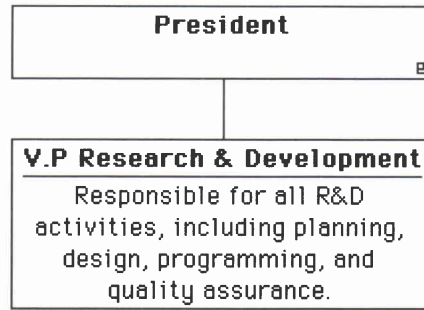 President
V.P Research & Development
Responsible for all R&D
activities, including planning,
design, programming, and
quality assurance.